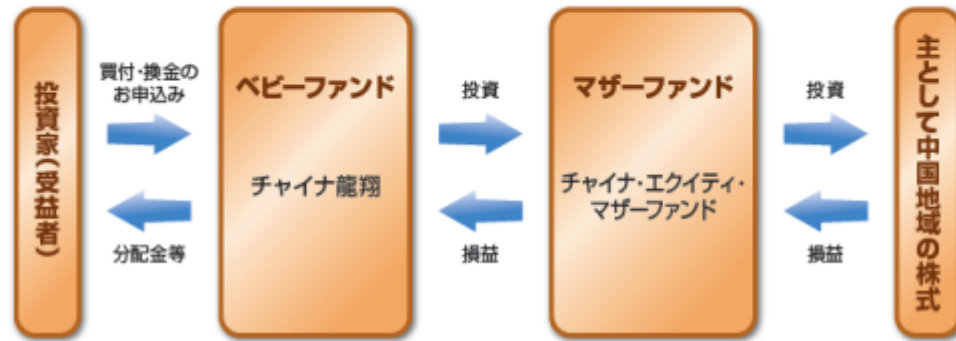 投資家(受益者)
買付・換金の
お申込み
分配金等
ベビーファンド
チャイナ龍翔
投資
損益
マザーファンド
チャイナ・エクイティ・
マザーファンド
投資
損益
主として中国地域の株式